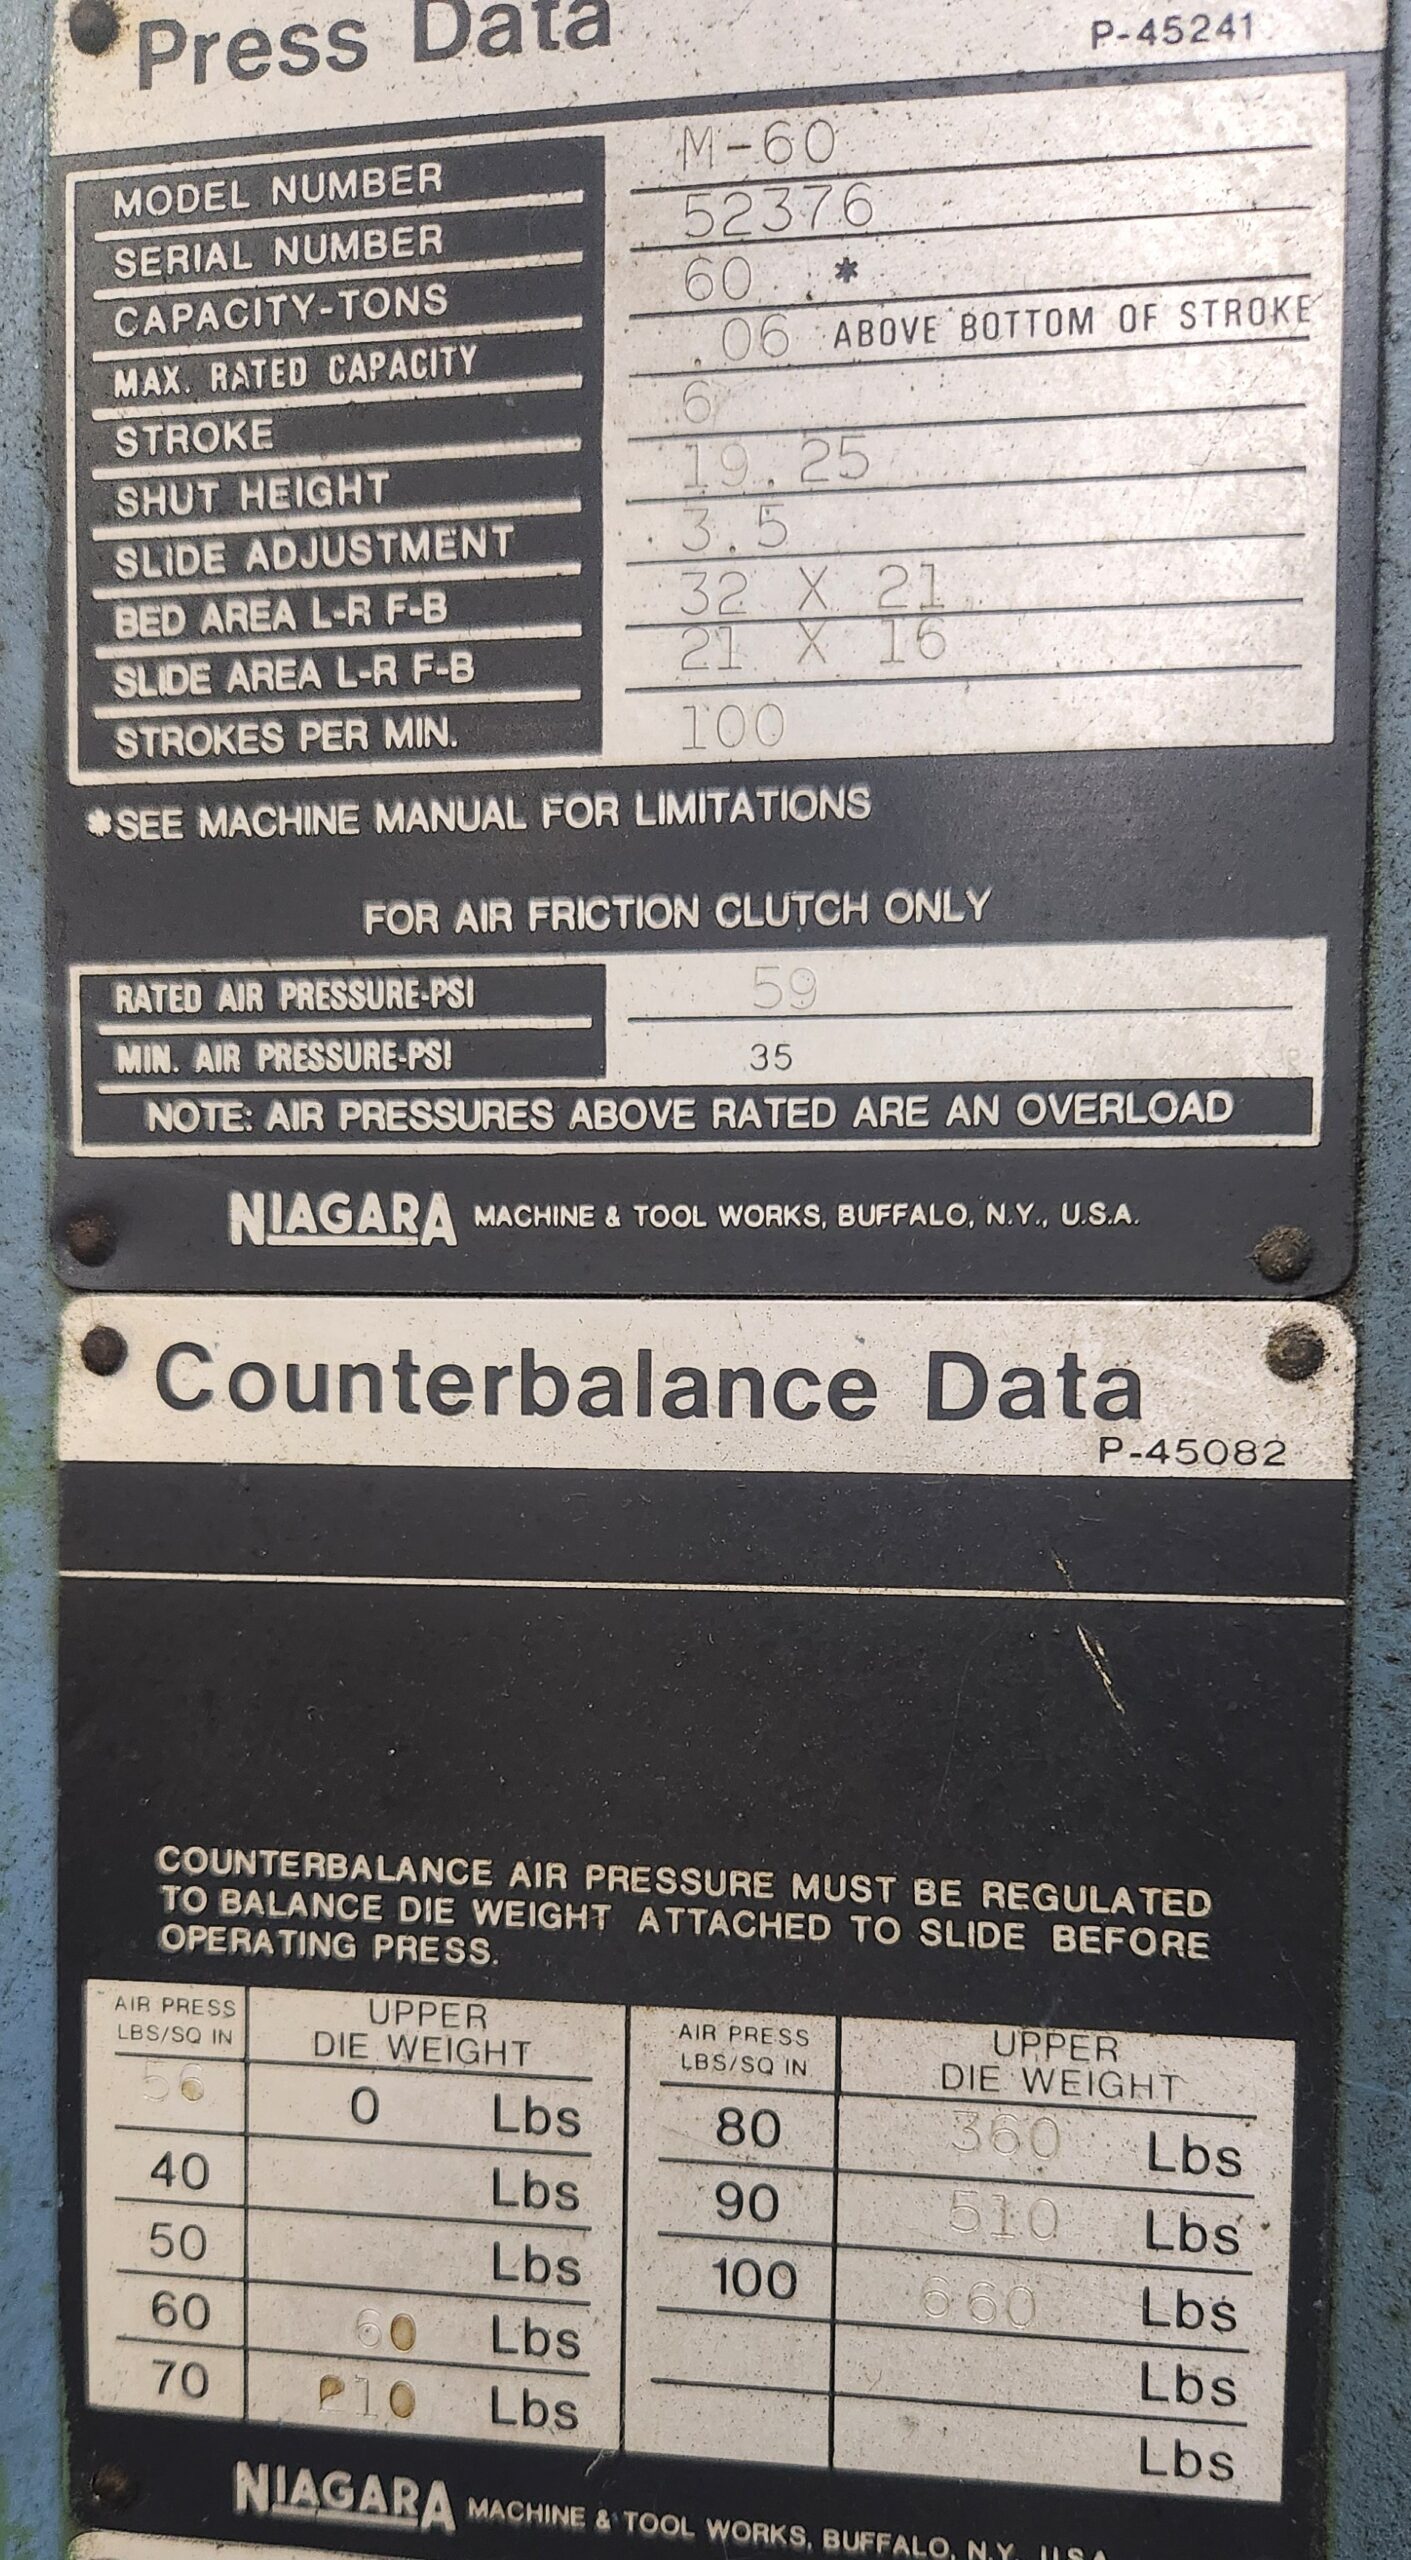 Press Data
P-45241
MODEL NUMBER M-60
SERIAL NUMBER 52376
CAPACITY-TONS 60 *
MAX. RATED CAPACITY .06 ABOVE BOTTOM OF STROKE
STROKE 6
SHUT HEIGHT 19.25
SLIDE ADJUSTMENT 3.5
BED AREA L-R F-B 32 X 21
SLIDE AREA L-R F-B 21 X 16
STROKES PER MIN. 100
*SEE MACHINE MANUAL FOR LIMITATIONS
FOR AIR FRICTION CLUTCH ONLY
RATED AIR PRESSURE-PSI 59
MIN. AIR PRESSURE-PSI 35
NOTE: AIR PRESSURES ABOVE RATED ARE AN OVERLOAD
NIAGARA MACHINE & TOOL WORKS, BUFFALO, N.Y., U.S.A.
Counterbalance Data
P-45082
COUNTERBALANCE AIR PRESSURE MUST BE REGULATED
TO BALANCE DIE WEIGHT ATTACHED TO SLIDE BEFORE
OPERATING PRESS.
AIR PRESS
LBS/SQ IN
UPPER
DIE WEIGHT
56 0 Lbs
40 Lbs
50 Lbs
60 60 Lbs
70 210 Lbs
AIR PRESS
LBS/SQ IN
UPPER
DIE WEIGHT
80 360 Lbs
90 510 Lbs
100 660 Lbs
Lbs
Lbs
NIAGARA MACHINE & TOOL WORKS, BUFFALO, N.Y., U.S.A.